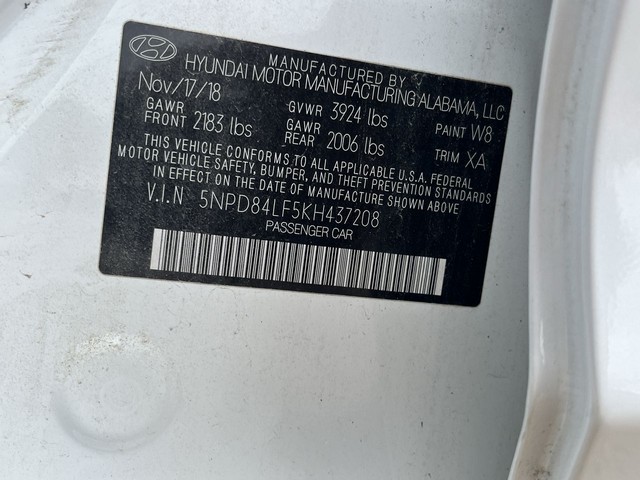 MANUFACTURED BY
HYUNDAI MOTOR MANUFACTURING ALABAMA, LLC
Nov/17/18
GAWR FRONT 2183 lbs
GVWR 3924 lbs
GAWR REAR 2006 lbs
PAINT W8
TRIM XA
THIS VEHICLE CONFORMS TO ALL APPLICABLE U.S.A. FEDERAL
MOTOR VEHICLE SAFETY, BUMPER, AND THEFT PREVENTION STANDARDS
IN EFFECT ON THE DATE OF MANUFACTURE SHOWN ABOVE
V.I.N 5NPD84LF5KH437208
PASSENGER CAR